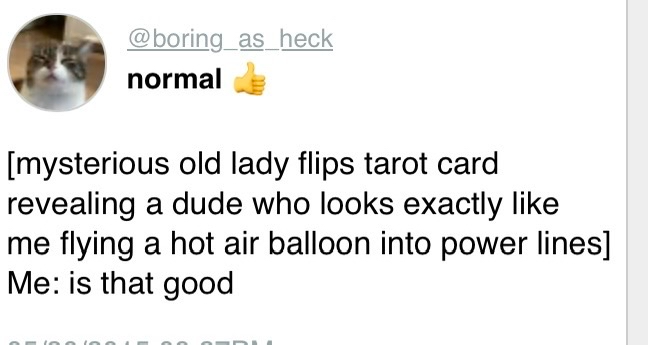 @boring_as_heck
normal 👍
[mysterious old lady flips tarot card
revealing a dude who looks exactly like
me flying a hot air balloon into power lines]
Me: is that good